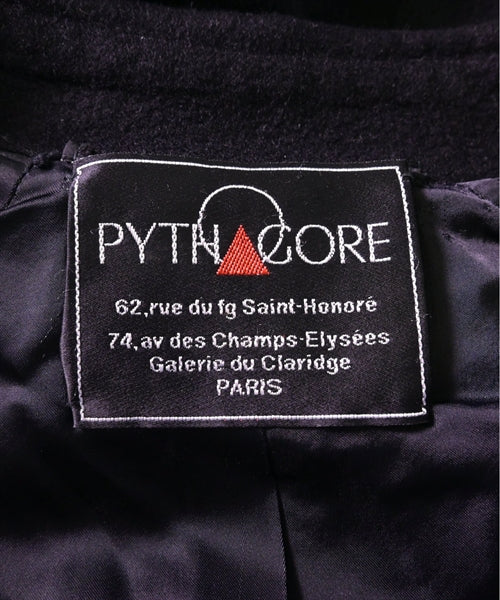 PYTHAGORE
62,rue du fg Saint-Honoré
74,av des Champs-Elysées
Galerie du Claridge
PARIS